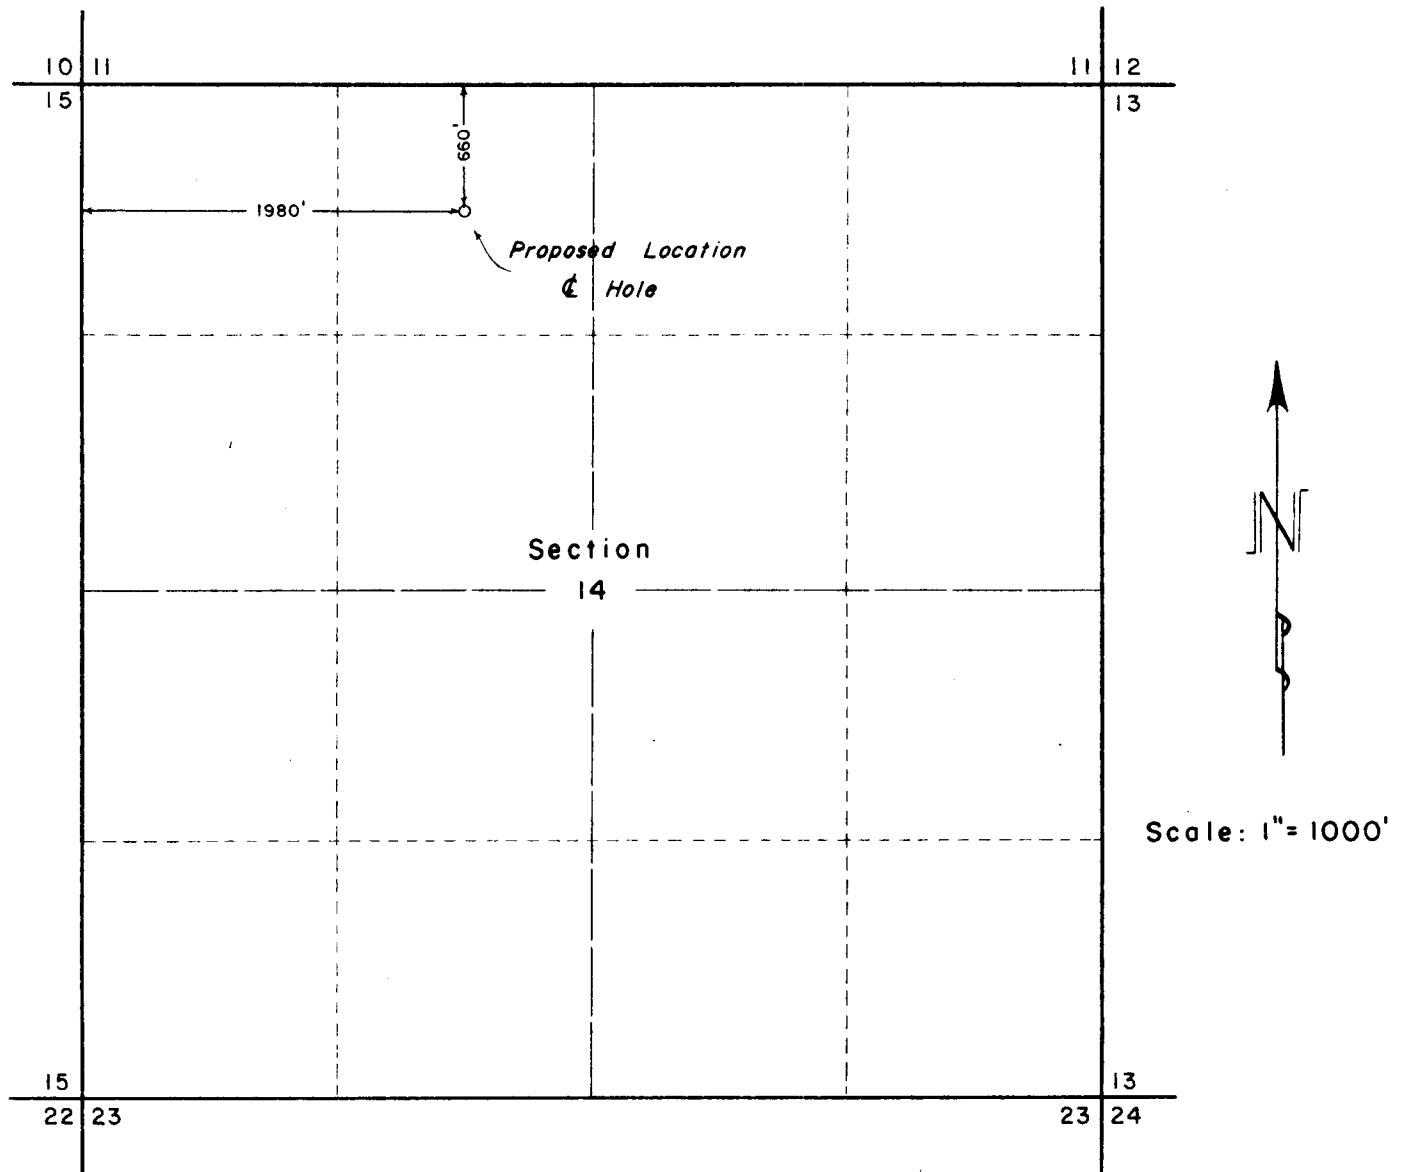 10 11
11 12
15
13
660'
1980'
Proposed Location
℄ Hole
Section
14
N
Scale: 1" = 1000'
15
13
22 23
23 24